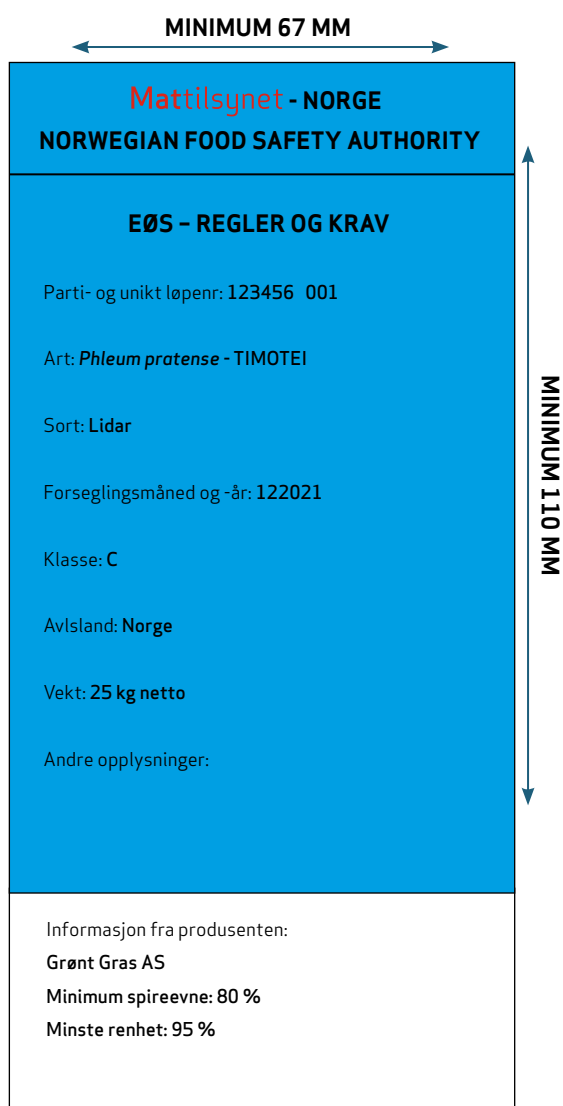 MINIMUM 67 MM
Mattilsynet - NORGE
NORWEGIAN FOOD SAFETY AUTHORITY
EØS – REGLER OG KRAV
Parti- og unikt løpenr: 123456 001
Art: Phleum pratense - TIMOTEI
Sort: Lidar
Forseglingsmåned og -år: 122021
Klasse: C
Avlsland: Norge
Vekt: 25 kg netto
Andre opplysninger:
MINIMUM 110 MM
Informasjon fra produsenten:
Grønt Gras AS
Minimum spireevne: 80 %
Minste renhet: 95 %